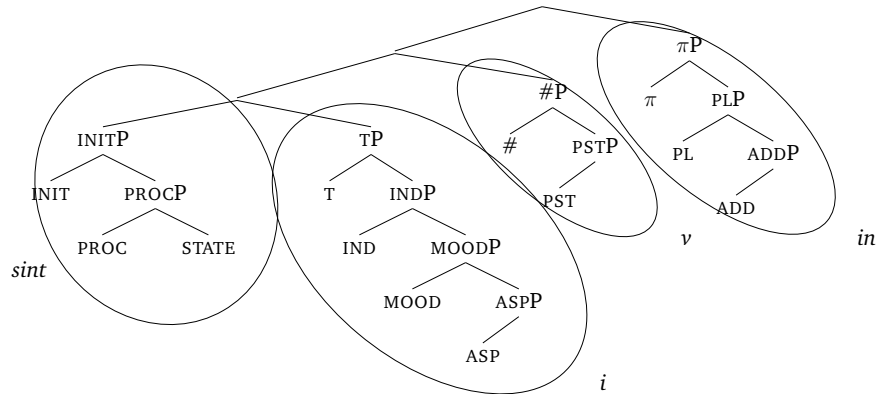 πP
#P π PLP
INITP TP # PSTP PL ADDP
INIT PROCP T INDP PST ADD
PROC STATE IND MOODP v in
sint MOOD ASPP
ASP
i